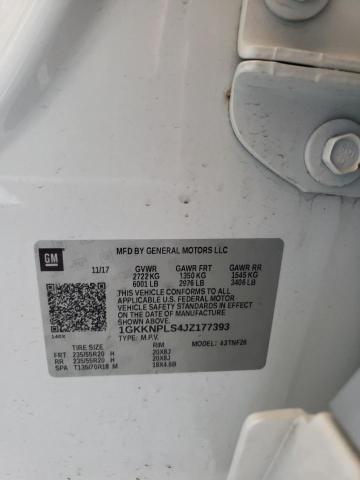 GM
MFD BY GENERAL MOTORS LLC
11/17 GVWR GAWR FRT GAWR RR
2722 KG 1350 KG 1545 KG
6001 LB 2976 LB 3406 LB
THIS VEHICLE CONFORMS TO ALL APPLICABLE
U.S. FEDERAL MOTOR VEHICLE SAFETY STANDARDS
IN EFFECT ON THE DATE OF MANUFACTURE
SHOWN ABOVE.
1GKKNPLS4JZ177393
TYPE: M.P.V. MODEL: 43TNF26
TIRE SIZE RIM
FRT 235/55R20 H 20X8J
RR 235/55R20 H 20X8J
SPA T135/70R18 M 18X4.5B